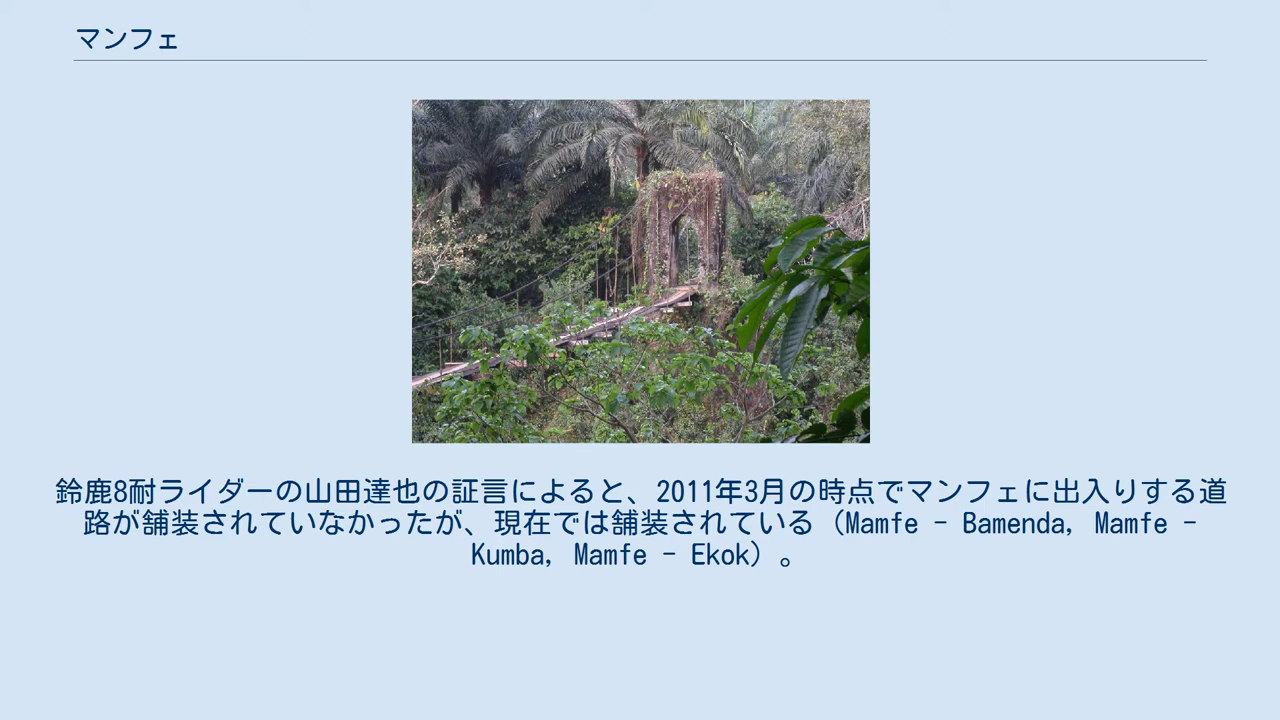 マンフェ
鈴鹿8耐ライダーの山田達也の証言によると、2011年3月の時点でマンフェに出入りする道
路が舗装されていなかったが、現在では舗装されている（Mamfe - Bamenda, Mamfe -
Kumba, Mamfe - Ekok）。